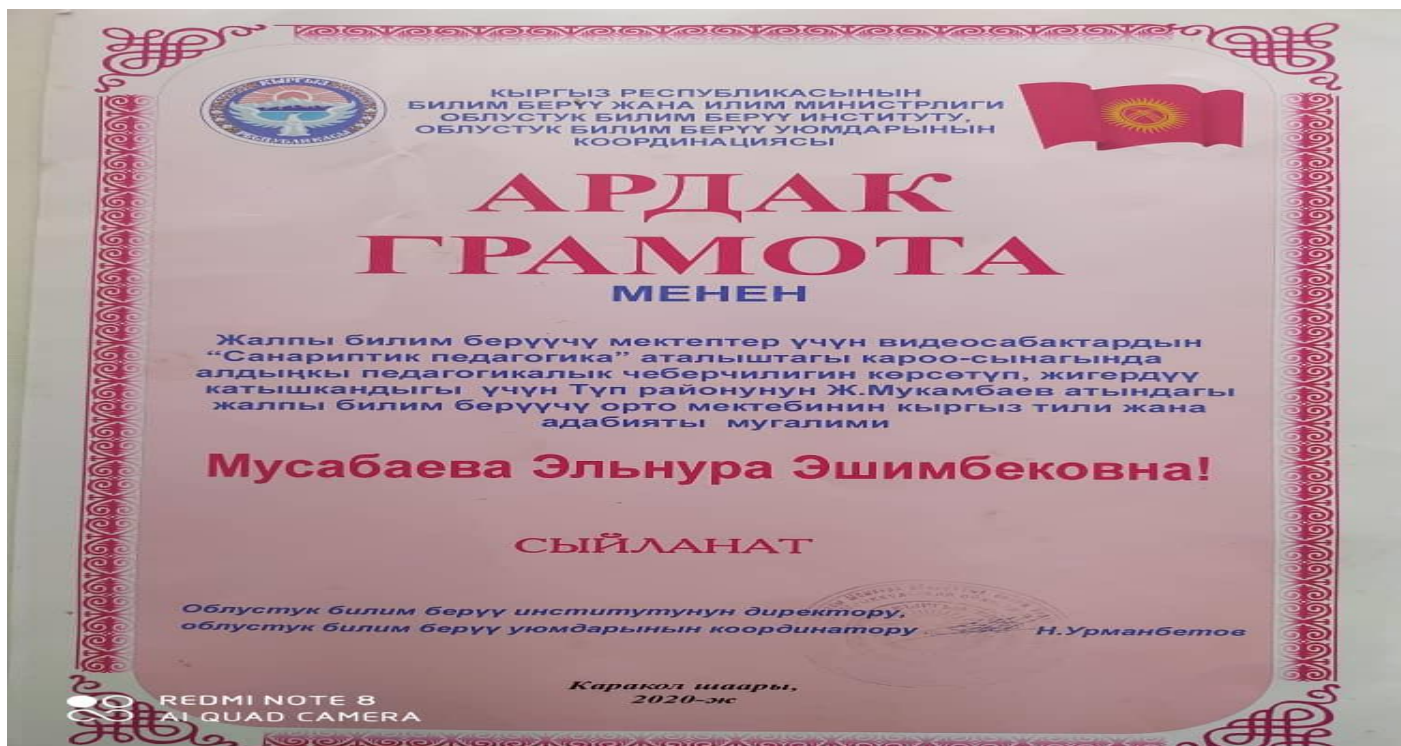 КЫРГЫЗ
РЕСПУБЛИКАСЫ
КЫРГЫЗ РЕСПУБЛИКАСЫНЫН
БИЛИМ БЕРҮҮ ЖАНА ИЛИМ МИНИСТРЛИГИ
ОБЛУСТУК БИЛИМ БЕРҮҮ ИНСТИТУТУ,
ОБЛУСТУК БИЛИМ БЕРҮҮ УЮМДАРЫНЫН
КООРДИНАЦИЯСЫ
АРДАК
ГРАМОТА
МЕНЕН
Жалпы билим берүүчү мектептер үчүн видеосабактардын
“Санариптик педагогика” аталыштагы кароо-сынагында
алдыңкы педагогикалык чеберчилигин көрсөтүп, жигердүү
катышкандыгы үчүн Түп районунун Ж.Мукамбаев атындагы
жалпы билим берүүчү орто мектебинин кыргыз тили жана
адабияты мугалими
Мусабаева Эльнура Эшимбековна!
СЫЙЛАНАТ
Облустук билим берүү институтунун директору,
облустук билим берүү уюмдарынын координатору Н.Урманбетов
Каракол шаары,
2020-ж
REDMI NOTE 8
AI QUAD CAMERA